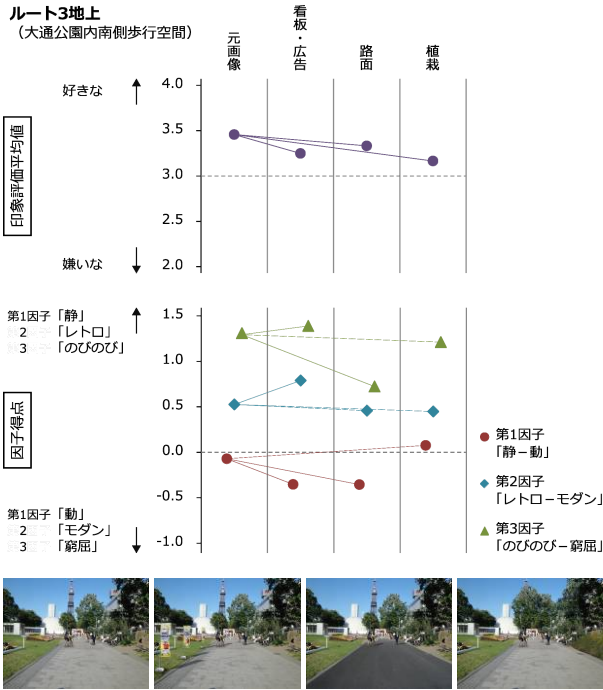 ルート3地上
（大通公園内南側歩行空間）
元画像
看板・広告
路面
植栽
印象評価平均値
好きな
嫌いな
4.0
3.5
3.0
2.5
2.0
因子得点
第1因子「静」
2「レトロ」
3「のびのび」
第1因子「動」
2「モダン」
3「窮屈」
1.5
1.0
0.5
0.0
-0.5
-1.0
第1因子
「静－動」
第2因子
「レトロ－モダン」
第3因子
「のびのび－窮屈」